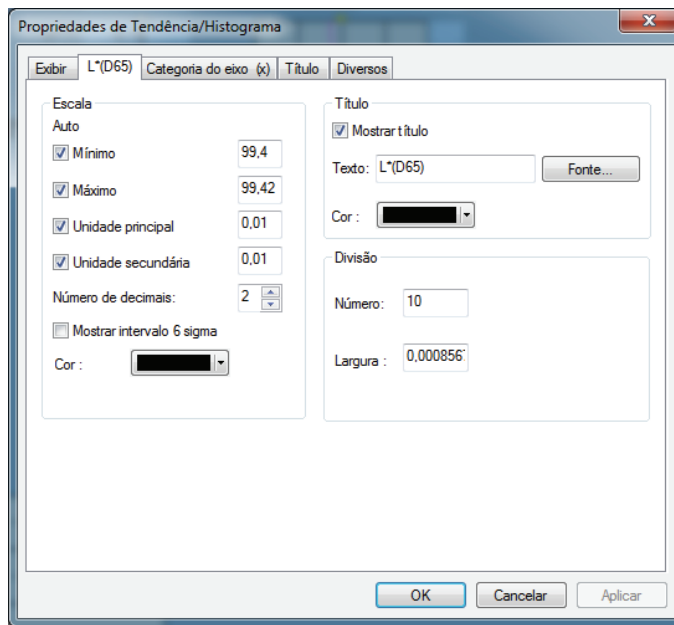 Propriedades de Tendência/Histograma
Exibir L*(D65) Categoria do eixo (x) Título Diversos
Escala
Auto
Mínimo 99,4
Máximo 99,42
Unidade principal 0,01
Unidade secundária 0,01
Número de decimais: 2
Mostrar intervalo 6 sigma
Cor :
Título
Mostrar título
Texto: L*(D65) Fonte...
Cor :
Divisão
Número: 10
Largura : 0,000856
OK Cancelar Aplicar